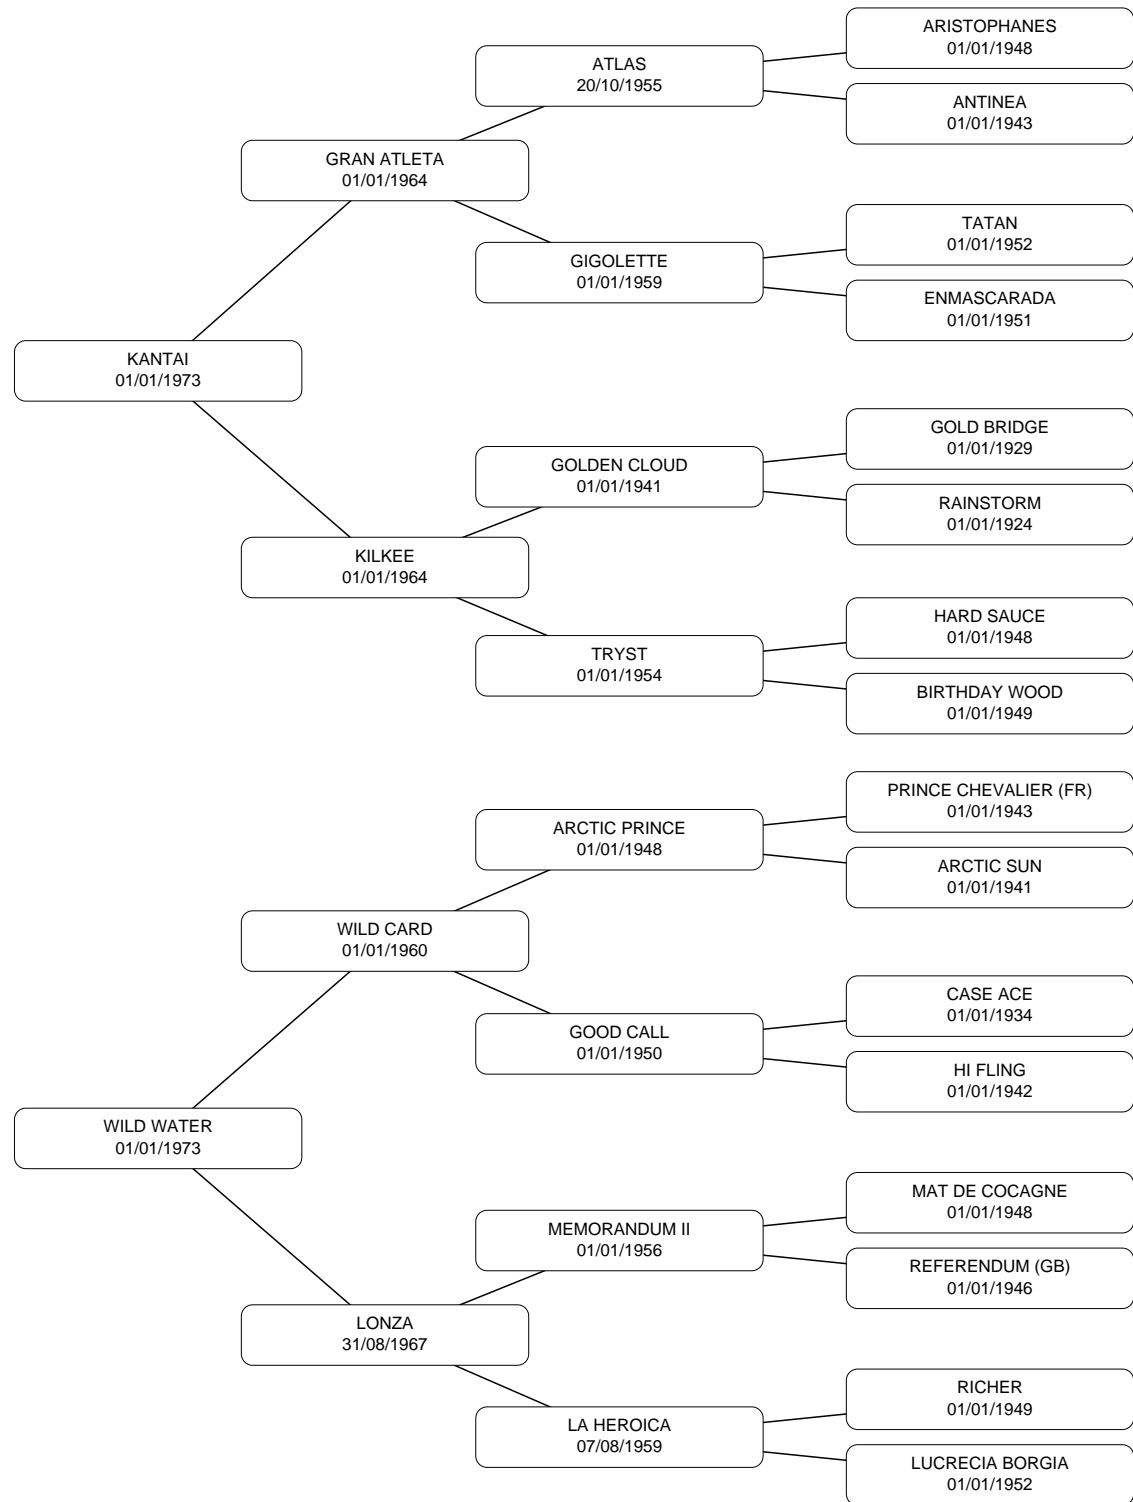 ARISTOPHANES
01/01/1948
ATLAS
20/10/1955
ANTINEA
01/01/1943
GRAN ATLETA
01/01/1964
TATAN
01/01/1952
GIGOLETTE
01/01/1959
ENMASCARADA
01/01/1951
KANTAI
01/01/1973
GOLD BRIDGE
01/01/1929
GOLDEN CLOUD
01/01/1941
RAINSTORM
01/01/1924
KILKEE
01/01/1964
HARD SAUCE
01/01/1948
TRYST
01/01/1954
BIRTHDAY WOOD
01/01/1949
PRINCE CHEVALIER (FR)
01/01/1943
ARCTIC PRINCE
01/01/1948
ARCTIC SUN
01/01/1941
WILD CARD
01/01/1960
CASE ACE
01/01/1934
GOOD CALL
01/01/1950
HI FLING
01/01/1942
WILD WATER
01/01/1973
MAT DE COCAGNE
01/01/1948
MEMORANDUM II
01/01/1956
REFERENDUM (GB)
01/01/1946
LONZA
31/08/1967
RICHER
01/01/1949
LA HEROICA
07/08/1959
LUCRECIA BORGIA
01/01/1952